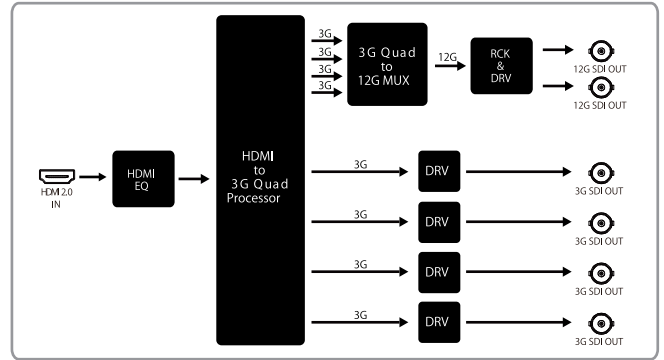 3G
3G
3G
3G
3G Quad
to
12G MUX
12G
RCK
&
DRV
12G SDI OUT
12G SDI OUT
HDMI 2.0
IN
HDMI
EQ
HDMI
to
3G Quad
Processor
3G
DRV
3G SDI OUT
3G
DRV
3G SDI OUT
3G
DRV
3G SDI OUT
3G
DRV
3G SDI OUT